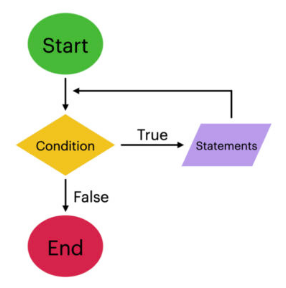 Start
Condition
True
Statements
False
End